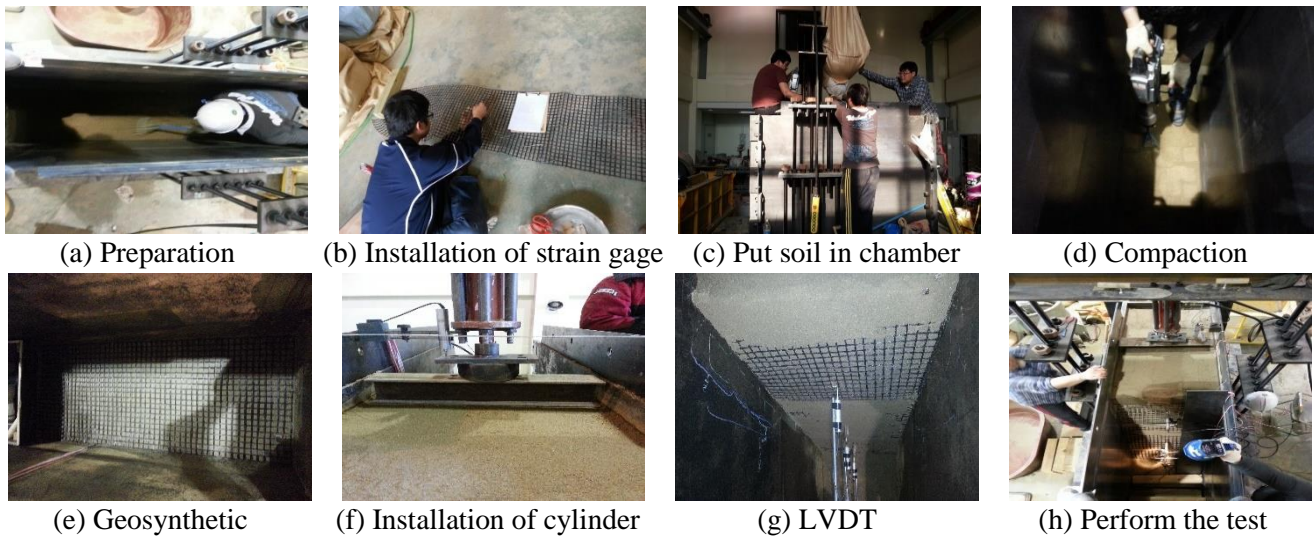 (a) Preparation
(b) Installation of strain gage
(c) Put soil in chamber
(d) Compaction
(e) Geosynthetic
(f) Installation of cylinder
(g) LVDT
(h) Perform the test